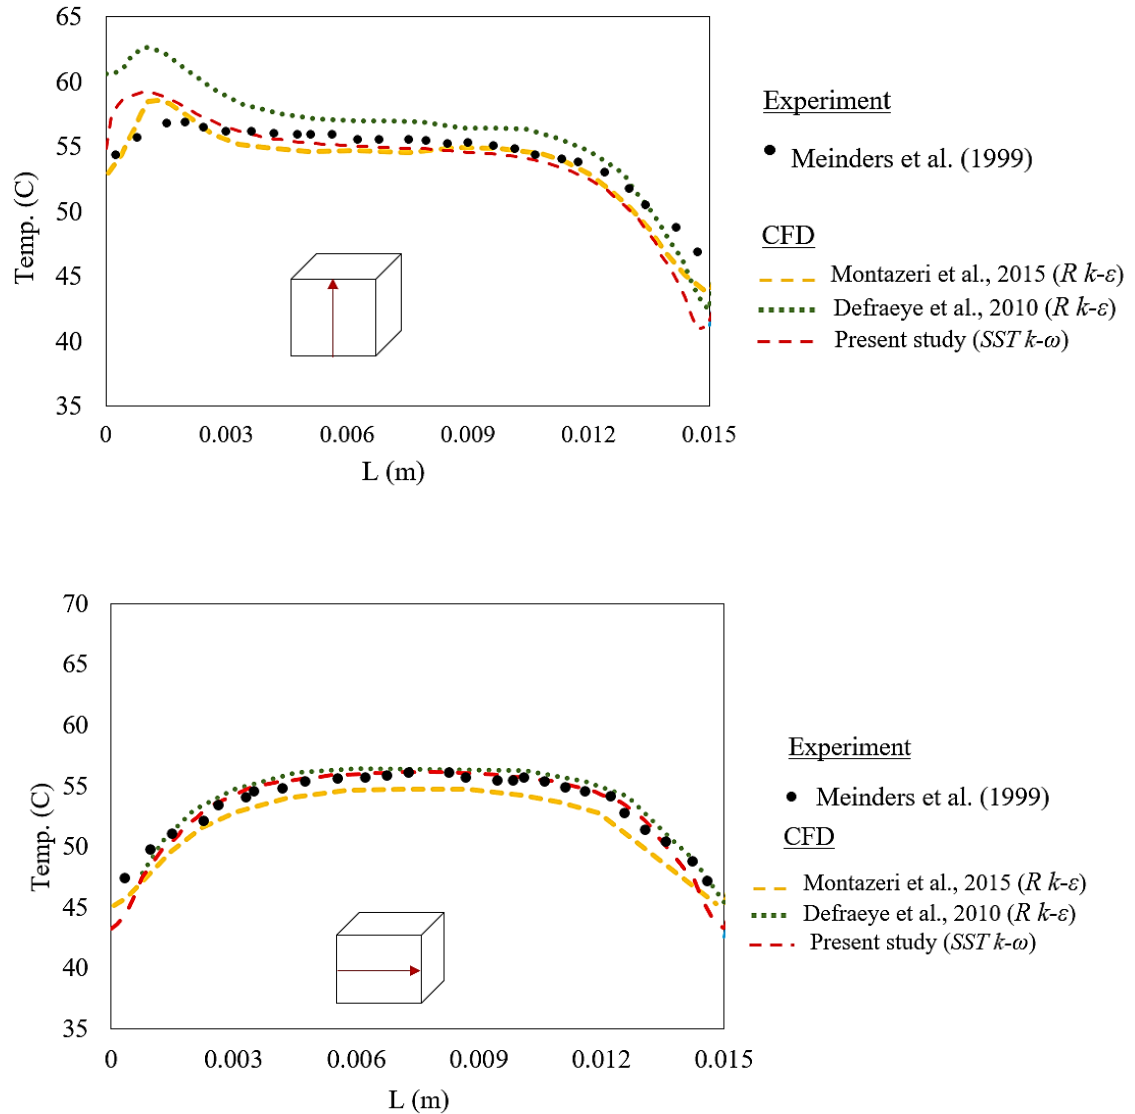 65
60
55
50
45
40
35
Temp. (C)
0
0.003
0.006
0.009
0.012
0.015
L (m)
Experiment
Meinders et al. (1999)
CFD
Montazeri et al., 2015 (R k-ε)
Defraeye et al., 2010 (R k-ε)
Present study (SST k-ω)
70
65
60
55
50
45
40
35
Temp. (C)
0
0.003
0.006
0.009
0.012
0.015
L (m)
Experiment
Meinders et al. (1999)
CFD
Montazeri et al., 2015 (R k-ε)
Defraeye et al., 2010 (R k-ε)
Present study (SST k-ω)